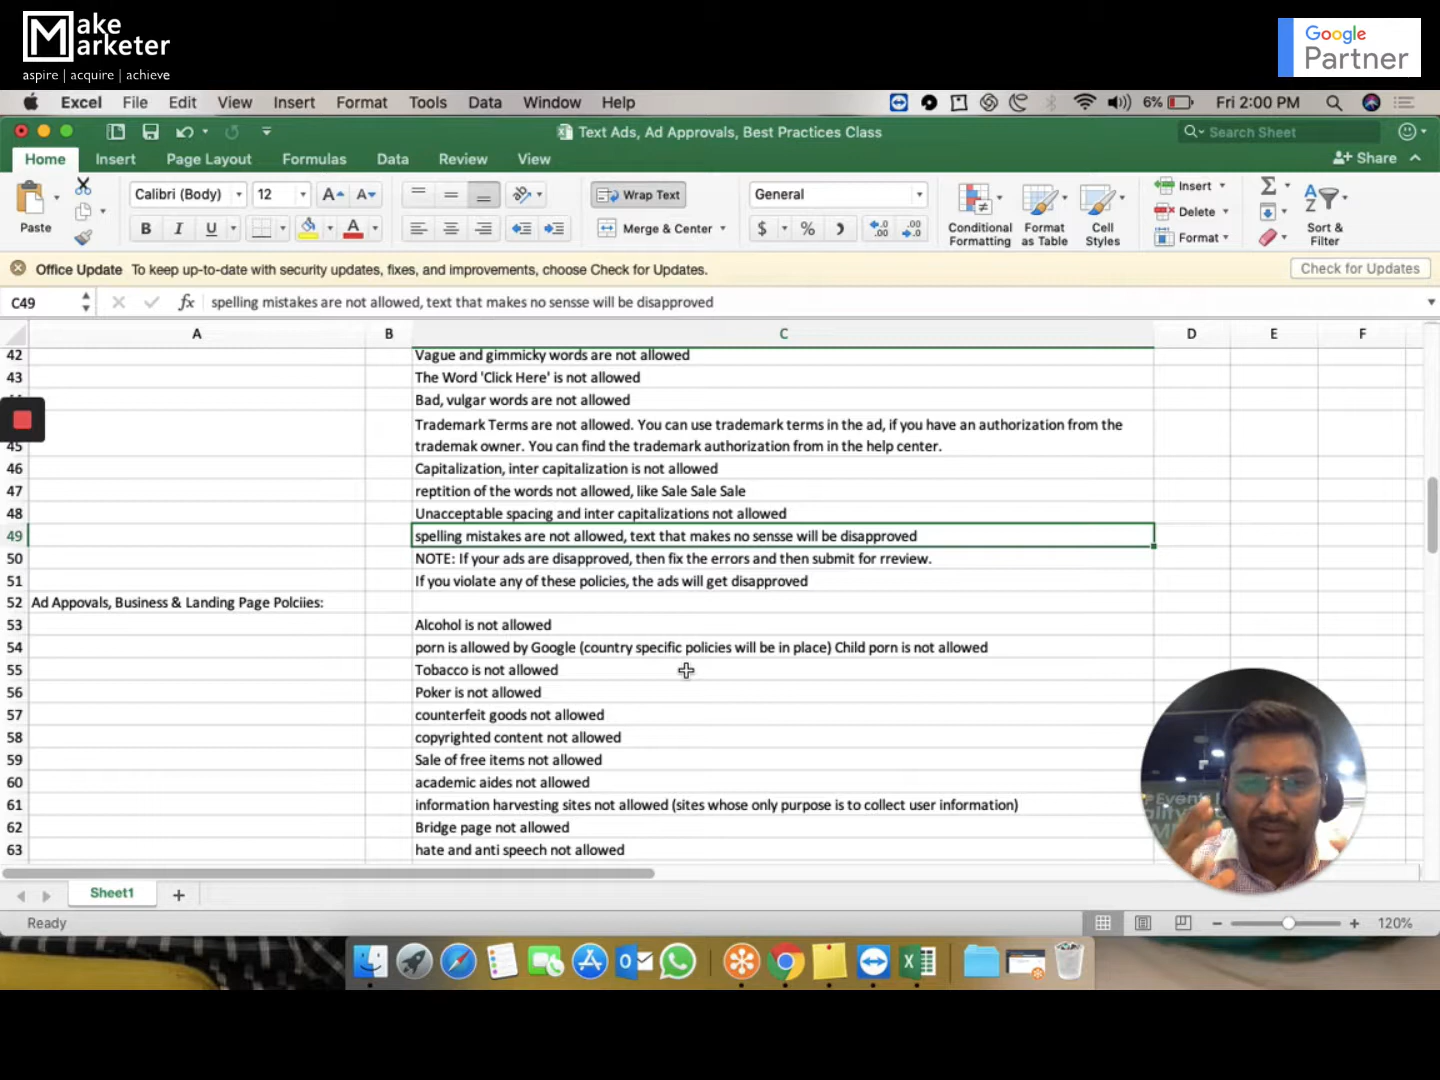 Make Marketer
aspire | acquire | achieve
Google
Partner
Excel File Edit View Insert Format Tools Data Window Help 6% Fri 2:00 PM
Text Ads, Ad Approvals, Best Practices Class
Search Sheet
Home Insert Page Layout Formulas Data Review View
Share
Paste
Calibri (Body) 12 A A
Wrap Text
General
B I U A
Merge & Center
$ % .0 .00 .00 .0
Conditional Formatting
Format as Table
Cell Styles
Insert
Delete
Format
Sort & Filter
Office Update To keep up-to-date with security updates, fixes, and improvements, choose Check for Updates.
Check for Updates
C49 fx spelling mistakes are not allowed, text that makes no sensse will be disapproved
A B C D E F
42 Vague and gimmicky words are not allowed
43 The Word 'Click Here' is not allowed
Bad, vulgar words are not allowed
Trademark Terms are not allowed. You can use trademark terms in the ad, if you have an authorization from the
45 trademak owner. You can find the trademark authorization from in the help center.
46 Capitalization, inter capitalization is not allowed
47 reptition of the words not allowed, like Sale Sale Sale
48 Unacceptable spacing and inter capitalizations not allowed
49 spelling mistakes are not allowed, text that makes no sensse will be disapproved
50 NOTE: If your ads are disapproved, then fix the errors and then submit for rreview.
51 If you violate any of these policies, the ads will get disapproved
52 Ad Appovals, Business & Landing Page Polciies:
53 Alcohol is not allowed
54 porn is allowed by Google (country specific policies will be in place) Child porn is not allowed
55 Tobacco is not allowed
56 Poker is not allowed
57 counterfeit goods not allowed
58 copyrighted content not allowed
59 Sale of free items not allowed
60 academic aides not allowed
61 information harvesting sites not allowed (sites whose only purpose is to collect user information)
62 Bridge page not allowed
63 hate and anti speech not allowed
Sheet1
Ready
120%